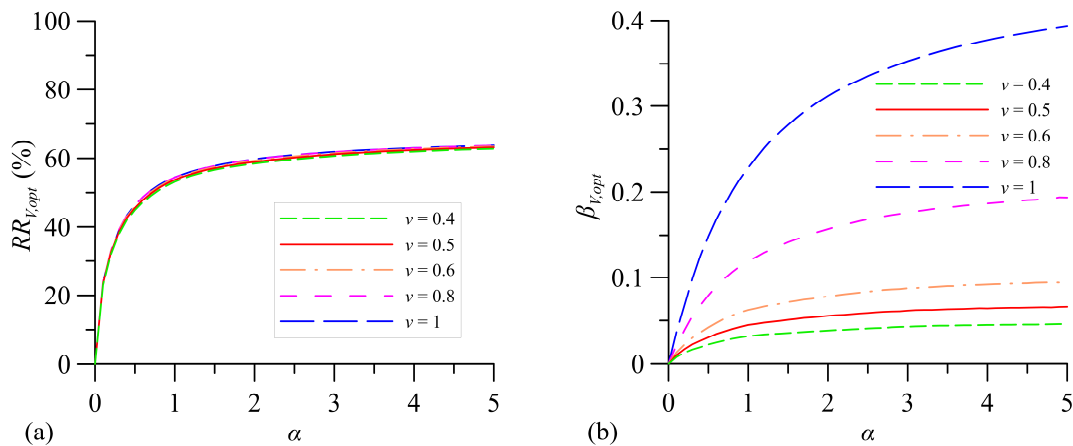 100
80
60
40
20
0
RR_{V,opt} (%)
v = 0.4
v = 0.5
v = 0.6
v = 0.8
v = 1
0 1 2 3 4 5
(a)
α
0.4
0.3
0.2
0.1
0
β_{V,opt}
v – 0.4
v = 0.5
v = 0.6
v = 0.8
v = 1
0 1 2 3 4 5
(b)
α